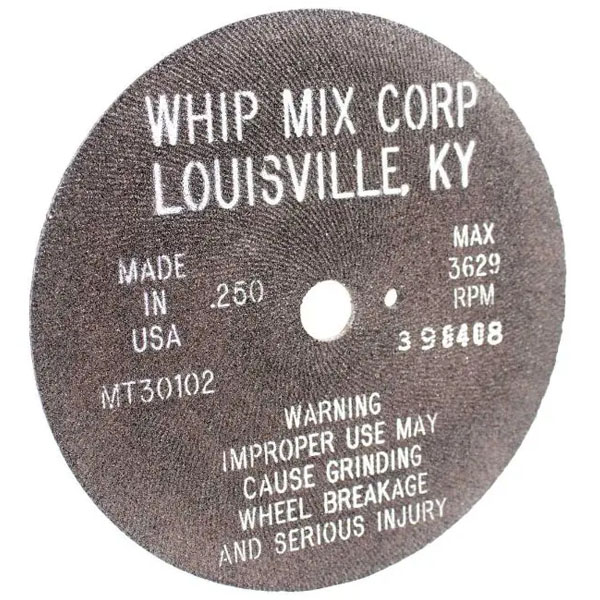 WHIP MIX CORP
LOUISVILLE, KY
MADE
IN
USA
.250
MAX
3629
RPM
MT30102
WARNING
IMPROPER USE MAY
CAUSE GRINDING
WHEEL BREAKAGE
AND SERIOUS INJURY